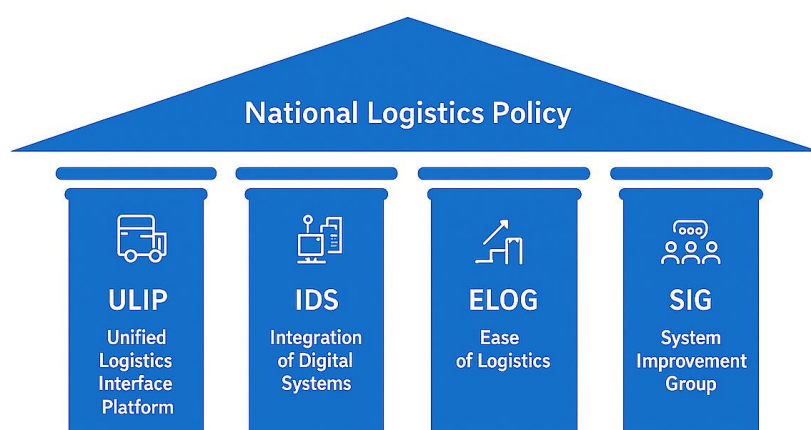 National Logistics Policy
ULIP
Unified
Logistics
Interface
Platform
IDS
Integration
of Digital
Systems
ELOG
Ease
of Logistics
SIG
System
Improvement
Group